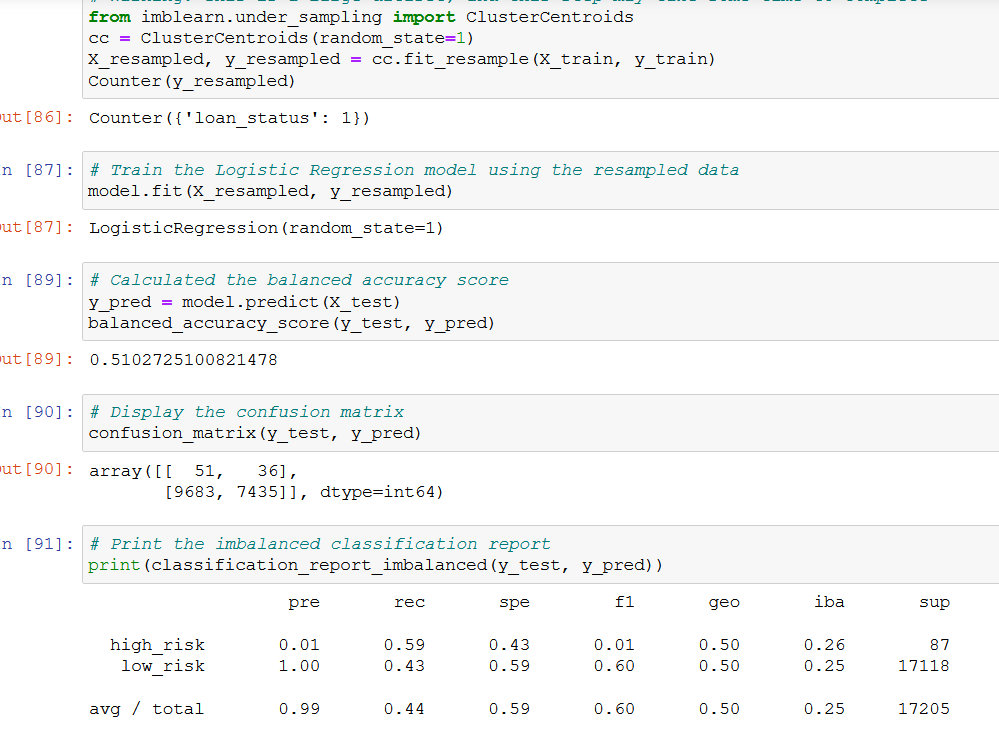 from imblearn.under_sampling import ClusterCentroids
cc = ClusterCentroids(random_state=1)
X_resampled, y_resampled = cc.fit_resample(X_train, y_train)
Counter(y_resampled)
ut[86]: Counter({'loan_status': 1})
n [87]: # Train the Logistic Regression model using the resampled data
model.fit(X_resampled, y_resampled)
ut[87]: LogisticRegression(random_state=1)
n [89]: # Calculated the balanced accuracy score
y_pred = model.predict(X_test)
balanced_accuracy_score(y_test, y_pred)
ut[89]: 0.5102725100821478
n [90]: # Display the confusion matrix
confusion_matrix(y_test, y_pred)
ut[90]: array([[  51,   36],
[9683, 7435]], dtype=int64)
n [91]: # Print the imbalanced classification report
print(classification_report_imbalanced(y_test, y_pred))
pre rec spe f1 geo iba sup
high_risk 0.01 0.59 0.43 0.01 0.50 0.26 87
low_risk 1.00 0.43 0.59 0.60 0.50 0.25 17118
avg / total 0.99 0.44 0.59 0.60 0.50 0.25 17205